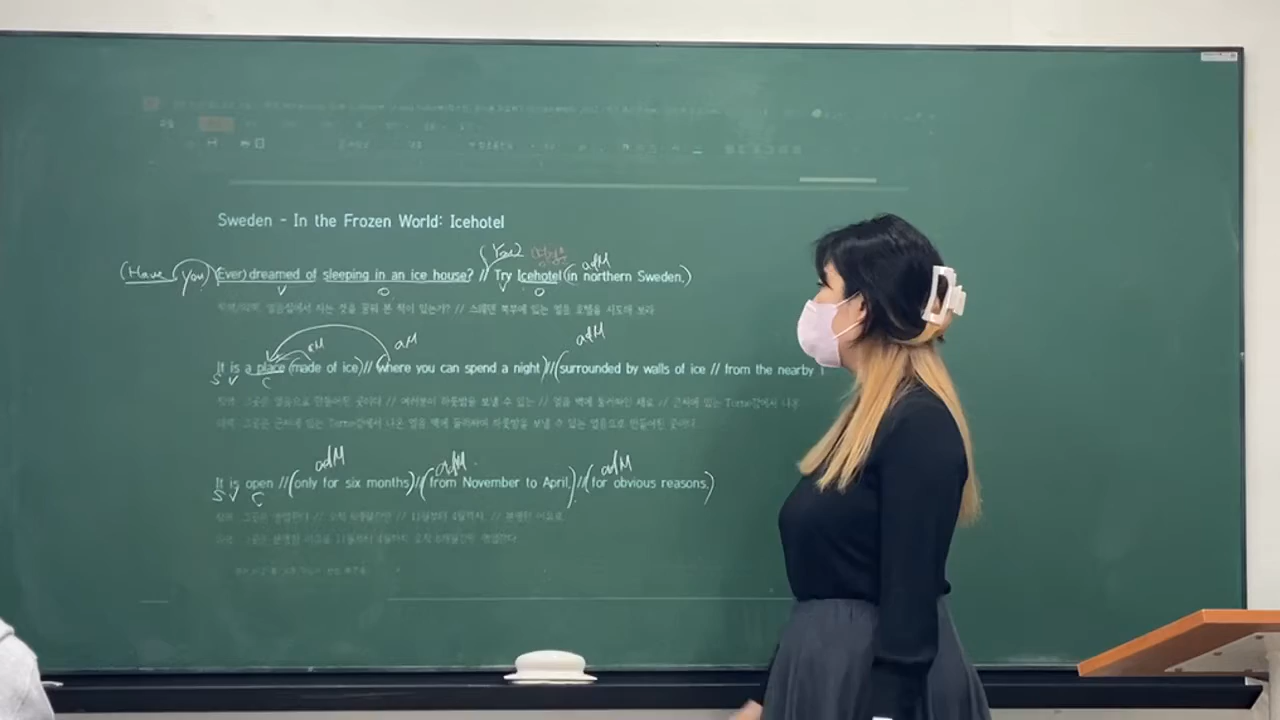 Sweden - In the Frozen World: Icehotel
(You) 명령문 adM
(Have you) (Ever) dreamed of sleeping in an ice house? // Try Icehotel (in northern Sweden.)
V O V O
얼음집에서 자는 것을 꿈꿔 본 적이 있는가? // 스웨덴 북부에 있는 얼음 호텔을 시도해 보라
aM aM adM
It is a place (made of ice) // (where you can spend a night) // (surrounded by walls of ice // from the nearby
S V C
직역: 그곳은 얼음으로 만들어진 곳이다 // 여러분이 하룻밤을 보낼 수 있는 // 얼음 벽에 둘러싸인 채로 // 근처에 있는 Torne강에서 나온
의역: 그곳은 근처에 있는 Torne강에서 나온 얼음 벽에 둘러싸여 하룻밤을 보낼 수 있는 얼음으로 만들어진 곳이다.
adM adM. adM
It is open // (only for six months) // (from November to April,) // (for obvious reasons.)
S V C
직역: 그곳은 영업한다 // 오직 6개월간만 // 11월부터 4월까지, // 분명한 이유로
의역: 그곳은 분명한 이유로 11월부터 4월까지 오직 6개월간만 영업한다.